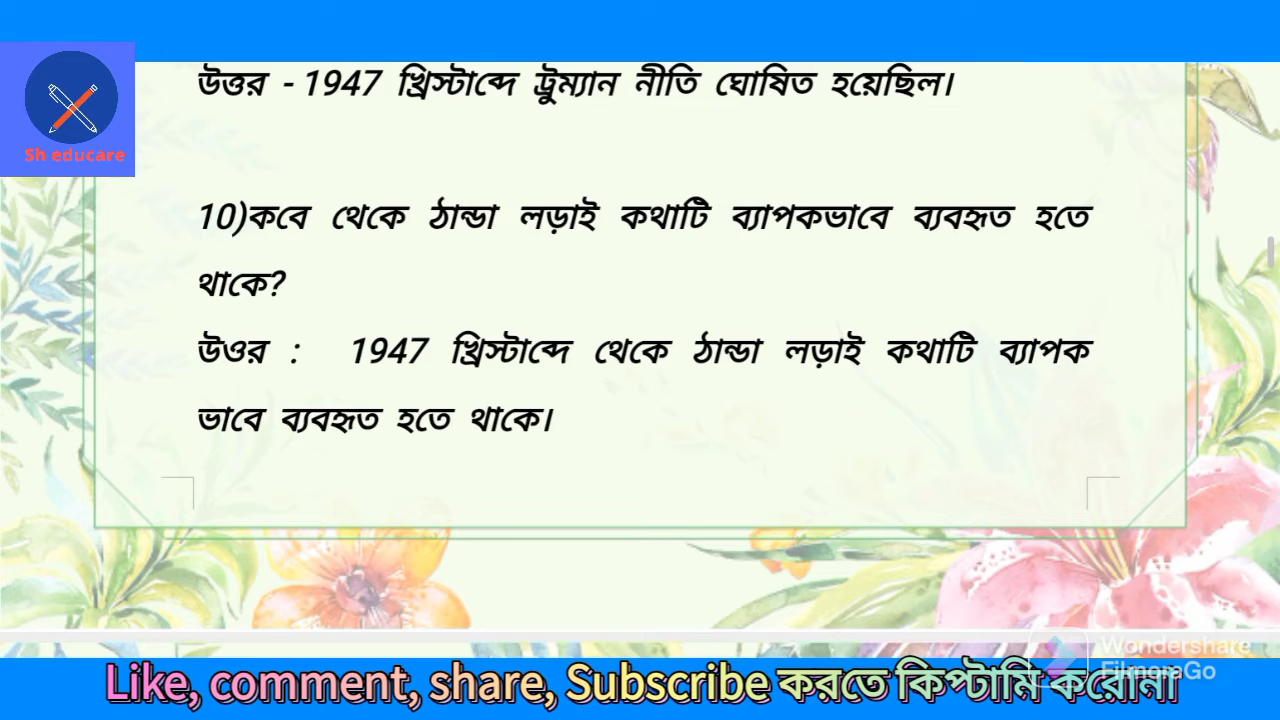 উত্তর - 1947 খ্রিস্টাব্দে ট্রুম্যান নীতি ঘোষিত হয়েছিল।
Sh educare
10)কবে থেকে ঠান্ডা লড়াই কথাটি ব্যাপকভাবে ব্যবহৃত হতে
থাকে?
উওর : 1947 খ্রিস্টাব্দে থেকে ঠান্ডা লড়াই কথাটি ব্যাপক
ভাবে ব্যবহৃত হতে থাকে।
Wondershare
FilmoraGo
Like, comment, share, Subscribe করতে কিপ্টামি করোনা